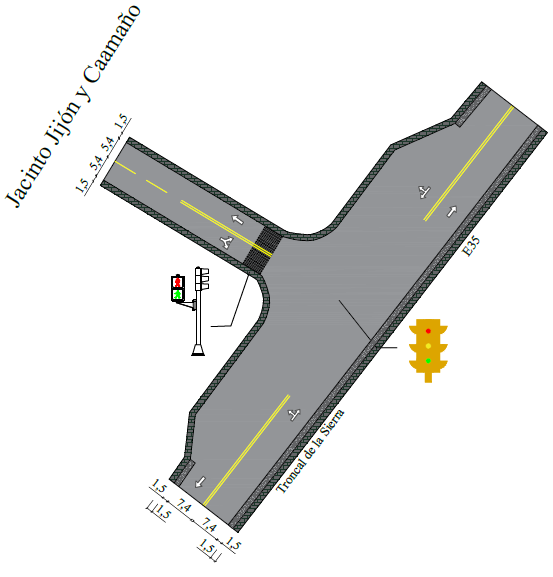 Jacinto Jijón y Caamaño
1,5 5,4 5,4 1,5
E35
Troncal de la Sierra
1,5 7,4 7,4 1,5
1,5
1,5